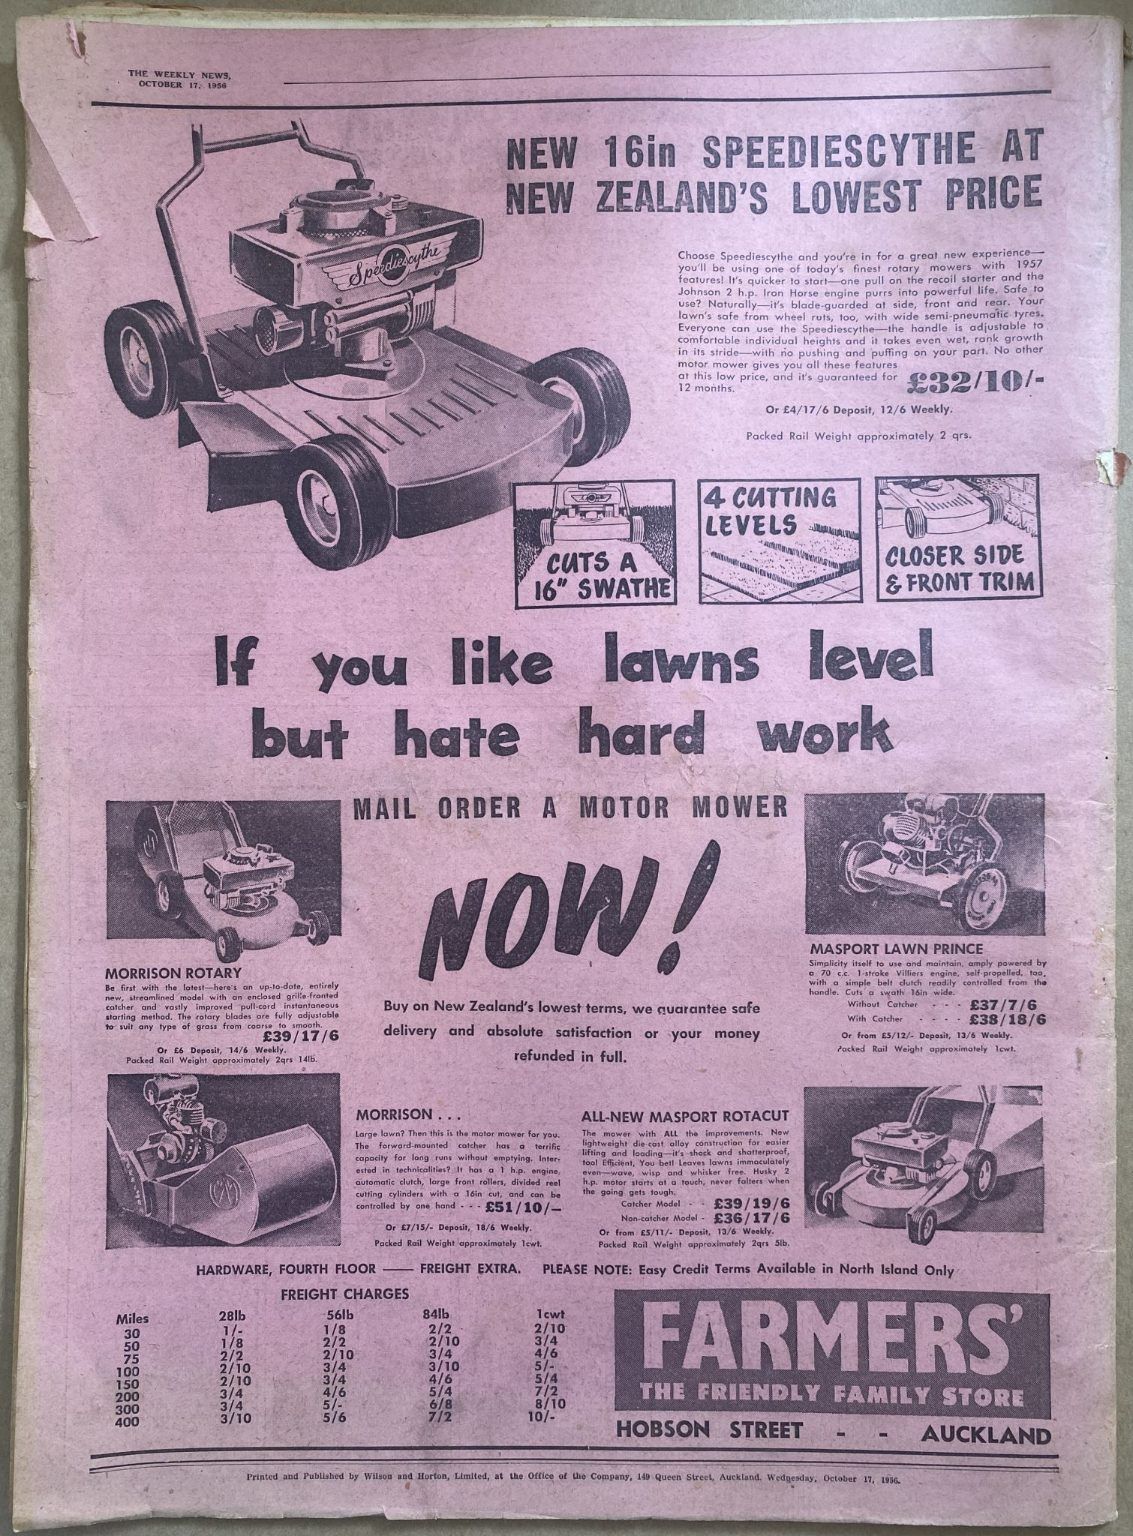 THE WEEKLY NEWS,
OCTOBER 17, 1956
NEW 16in SPEEDIESCYTHE AT
NEW ZEALAND'S LOWEST PRICE
Speediescythe
Choose Speediescythe and you're in for a great new experience—
you'll be using one of today's finest rotary mowers with 1957
features! It's quicker to start—one pull on the recoil starter and the
Johnson 2 h.p. Iron Horse engine purrs into powerful life. Safe to
use? Naturally—it's blade-guarded at side, front and rear. Your
lawn's safe from wheel ruts, too, with wide semi-pneumatic tyres.
Everyone can use the Speediescythe—the handle is adjustable to
comfortable individual heights and it takes even wet, rank growth
in its stride—with no pushing and puffing on your part. No other
motor mower gives you all these features
at this low price, and it's guaranteed for
12 months. £32/10/-
Or £4/17/6 Deposit, 12/6 Weekly.
Packed Rail Weight approximately 2 qrs.
CUTS A
16" SWATHE
4 CUTTING
LEVELS
CLOSER SIDE
& FRONT TRIM
If you like lawns level
but hate hard work
MAIL ORDER A MOTOR MOWER
NOW!
Buy on New Zealand's lowest terms, we guarantee safe
delivery and absolute satisfaction or your money
refunded in full.
MORRISON ROTARY
Be first with the latest—here's an up-to-date, entirely
new, streamlined model with an enclosed grille-fronted
catcher and vastly improved pull-cord instantaneous
starting method. The rotary blades are fully adjustable
to suit any type of grass from coarse to smooth.
£39/17/6
Or £6 Deposit, 14/6 Weekly.
Packed Rail Weight approximately 2qrs 14lb.
MASPORT LAWN PRINCE
Simplicity itself to use and maintain, amply powered by
a 70 c.c. 1-stroke Villiers engine, self-propelled, too,
with a simple belt clutch readily controlled from the
handle. Cuts a swath 16in wide.
Without Catcher - - - £37/7/6
With Catcher - - - - £38/18/6
Or from £5/12/- Deposit, 13/6 Weekly.
Packed Rail Weight approximately 1cwt.
MORRISON . . .
Large lawn? Then this is the motor mower for you.
The forward-mounted catcher has a terrific
capacity for long runs without emptying. Inter-
ested in technicalities? It has a 1 h.p. engine,
automatic clutch, large front rollers, divided reel
cutting cylinders with a 16in cut, and can be
controlled by one hand - - - £51/10/-
Or £7/15/- Deposit, 18/6 Weekly.
Packed Rail Weight approximately 1cwt.
ALL-NEW MASPORT ROTACUT
The mower with ALL the improvements. New
lightweight die-cast alloy construction for easier
lifting and loading—it's shock and shatterproof,
too! Efficient, You bet! Leaves lawns immaculately
even—wave, wisp and whisker free. Husky 2
h.p. motor starts at a touch, never falters when
the going gets tough.
Catcher Model - - £39/19/6
Non-catcher Model - £36/17/6
Or from £5/11/- Deposit, 13/6 Weekly.
Packed Rail Weight approximately 2qrs 5lb.
HARDWARE, FOURTH FLOOR —— FREIGHT EXTRA. PLEASE NOTE: Easy Credit Terms Available in North Island Only
FREIGHT CHARGES
Miles 28lb 56lb 84lb 1cwt
30 1/- 1/8 2/2 2/10
50 1/8 2/2 2/10 3/4
75 2/2 2/10 3/4 4/6
100 2/10 3/4 3/10 5/-
150 2/10 3/4 4/6 5/4
200 3/4 4/6 5/4 7/2
300 3/4 5/- 6/8 8/10
400 3/10 5/6 7/2 10/-
FARMERS'
THE FRIENDLY FAMILY STORE
HOBSON STREET - - AUCKLAND
Printed and Published by Wilson and Horton, Limited, at the Office of the Company, 149 Queen Street, Auckland, Wednesday, October 17, 1956.